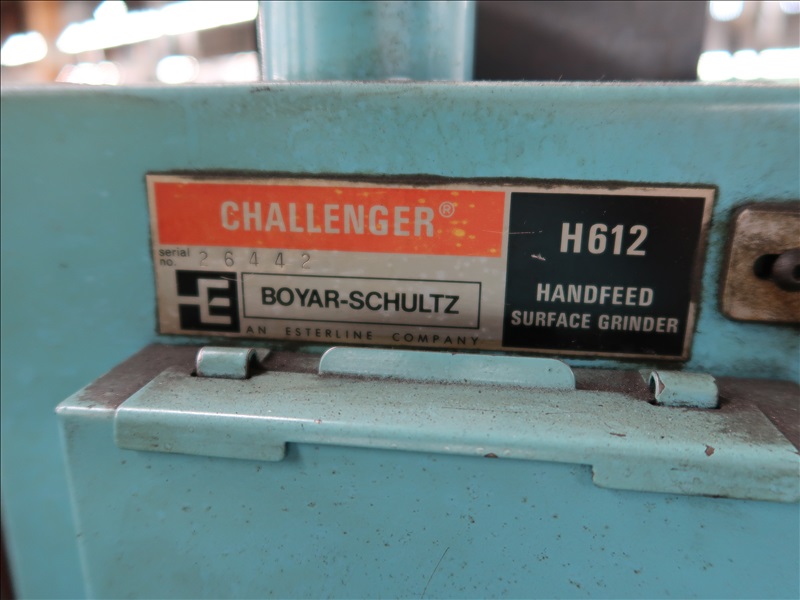 CHALLENGER®
serial no. 26442
BOYAR-SCHULTZ
AN ESTERLINE COMPANY
H612
HANDFEED
SURFACE GRINDER